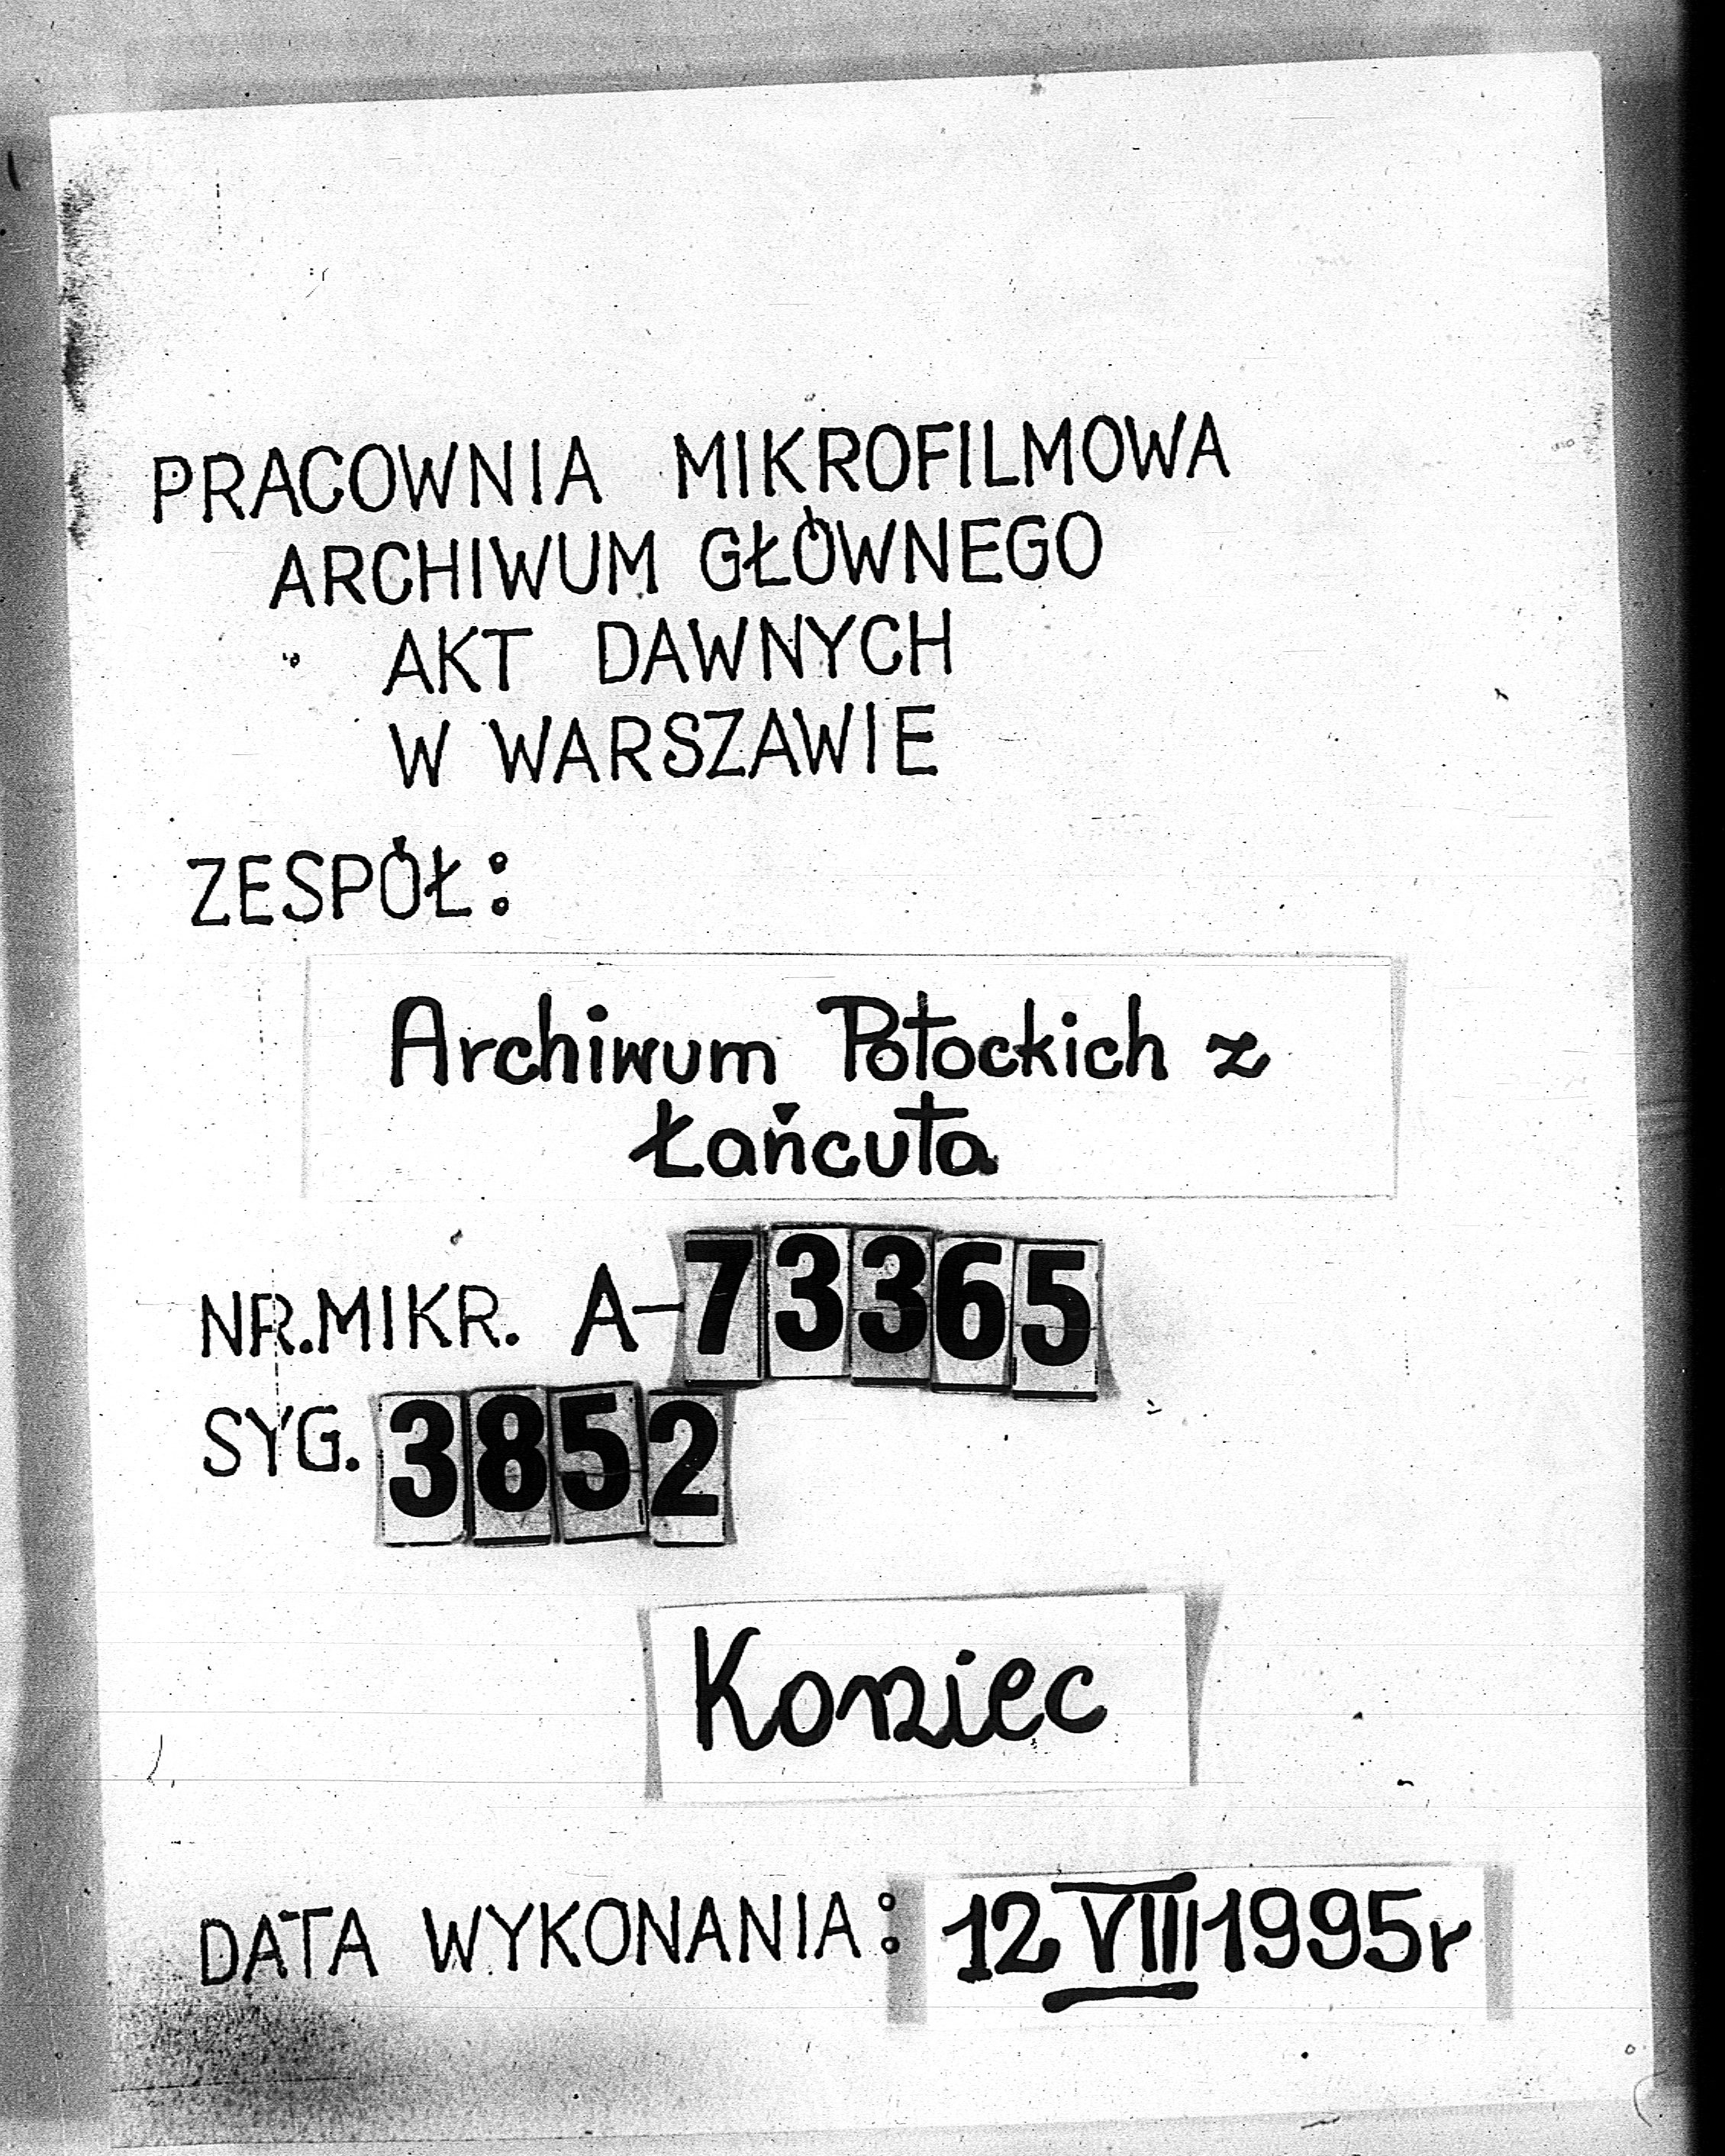 PRACOWNIA MIKROFILMOWA
ARCHIWUM GŁÓWNEGO
AKT DAWNYCH
W WARSZAWIE
ZESPÓŁ:
Archiwum Potockich z
Łańcuta
NR.MIKR. A-73365
SYG. 3852
Koniec
DATA WYKONANIA: 12 VIII 1995r